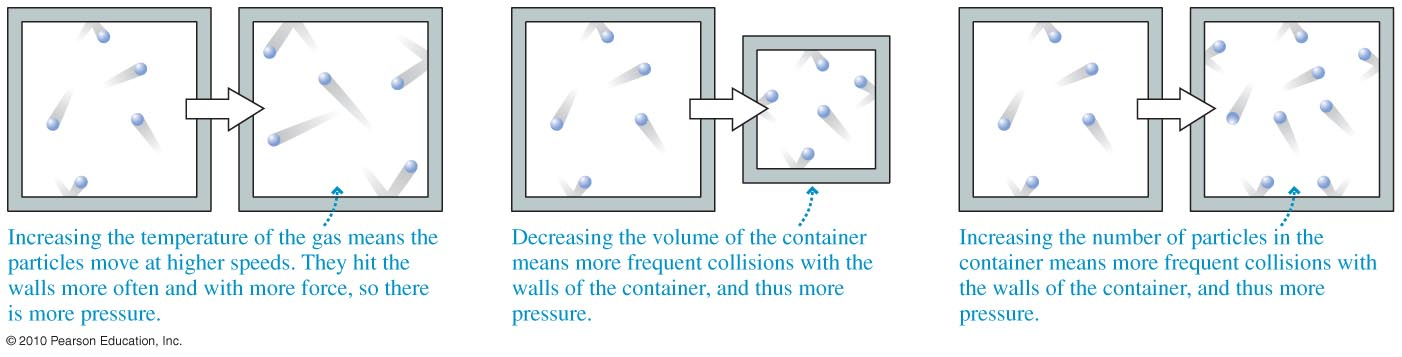 Increasing the temperature of the gas means the
particles move at higher speeds. They hit the
walls more often and with more force, so there
is more pressure.
Decreasing the volume of the container
means more frequent collisions with the
walls of the container, and thus more
pressure.
Increasing the number of particles in the
container means more frequent collisions with
the walls of the container, and thus more
pressure.
© 2010 Pearson Education, Inc.